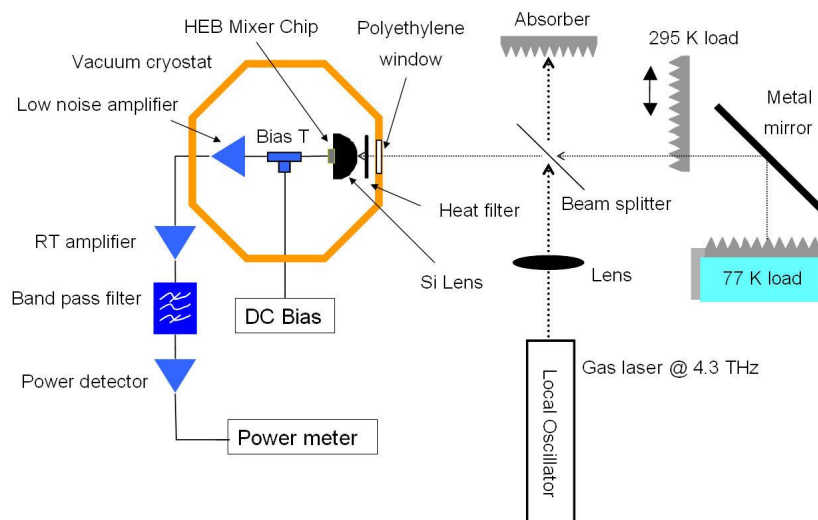 HEB Mixer Chip
Polyethylene
window
Absorber
295 K load
Vacuum cryostat
Low noise amplifier
Bias T
Metal
mirror
Heat filter
Beam splitter
RT amplifier
Si Lens
Lens
77 K load
Band pass filter
DC Bias
Gas laser @ 4.3 THz
Power detector
Local Oscillator
Power meter